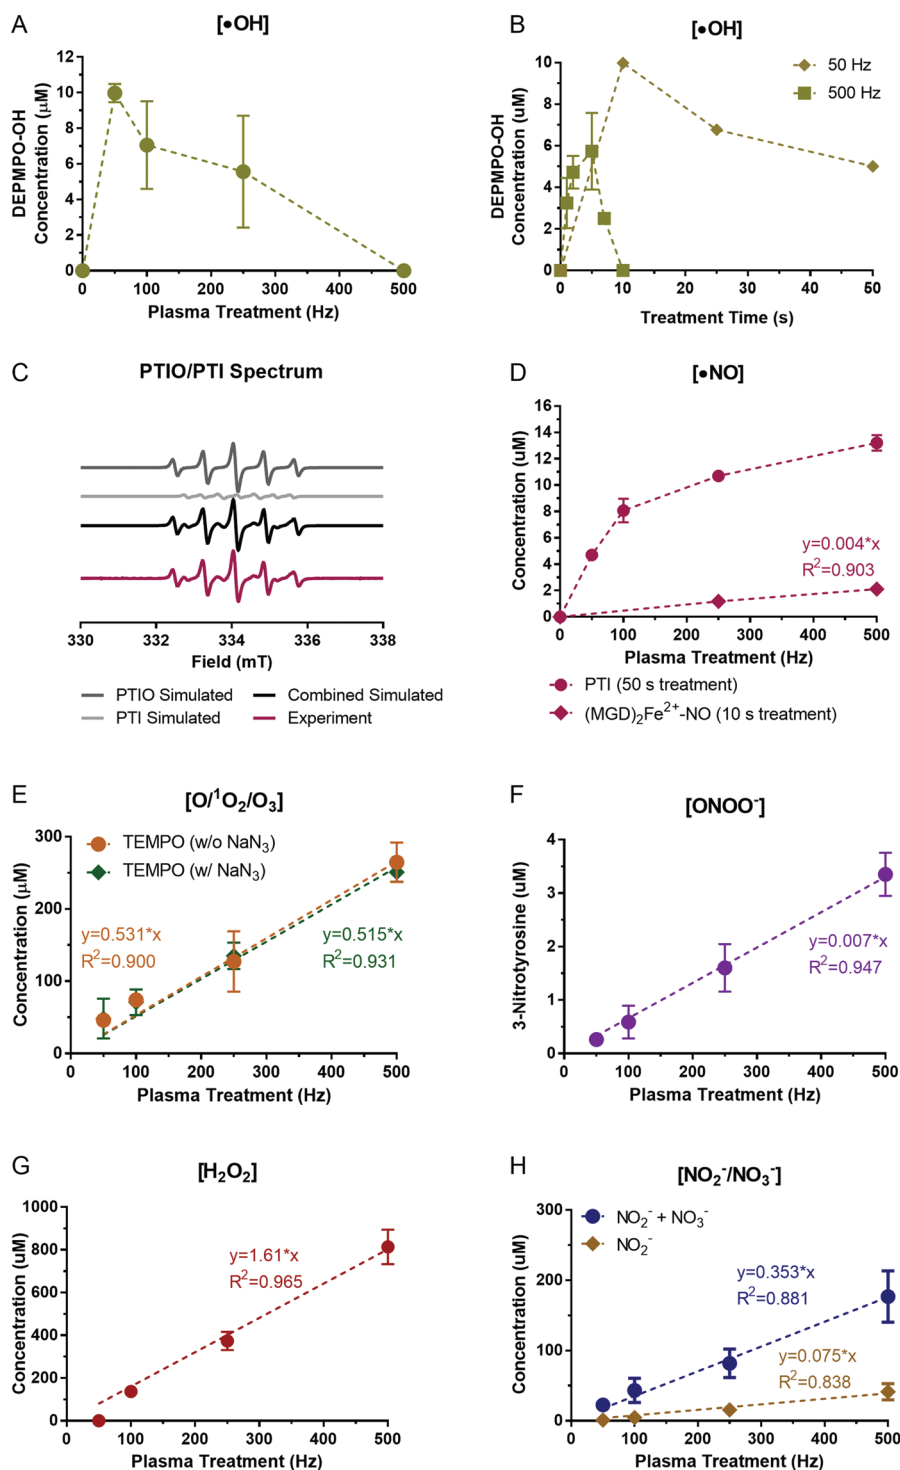 A
[•OH]
DEPMPO-OH
Concentration (μM)
12
10
8
6
4
2
0
0 100 200 300 400 500
Plasma Treatment (Hz)
B
[•OH]
50 Hz
500 Hz
DEPMPO-OH
Concentration (uM)
10
8
6
4
2
0
0 10 20 30 40 50
Treatment Time (s)
C
PTIO/PTI Spectrum
330 332 334 336 338
Field (mT)
PTIO Simulated
Combined Simulated
PTI Simulated
Experiment
D
[•NO]
Concentration (uM)
16
14
12
10
8
6
4
2
0
y=0.004*x
R²=0.903
0 100 200 300 400 500
Plasma Treatment (Hz)
PTI (50 s treatment)
(MGD)₂Fe²⁺-NO (10 s treatment)
E
[O/¹O₂/O₃]
TEMPO (w/o NaN₃)
TEMPO (w/ NaN₃)
Concentration (μM)
300
200
100
0
y=0.531*x
R²=0.900
y=0.515*x
R²=0.931
0 100 200 300 400 500
Plasma Treatment (Hz)
F
[ONOO⁻]
3-Nitrotyrosine (uM)
4
3
2
1
0
y=0.007*x
R²=0.947
0 100 200 300 400 500
Plasma Treatment (Hz)
G
[H₂O₂]
Concentration (uM)
1000
800
600
400
200
0
y=1.61*x
R²=0.965
0 100 200 300 400 500
Plasma Treatment (Hz)
H
[NO₂⁻/NO₃⁻]
NO₂⁻ + NO₃⁻
NO₂⁻
Concentration (uM)
300
200
100
0
y=0.353*x
R²=0.881
y=0.075*x
R²=0.838
0 100 200 300 400 500
Plasma Treatment (Hz)